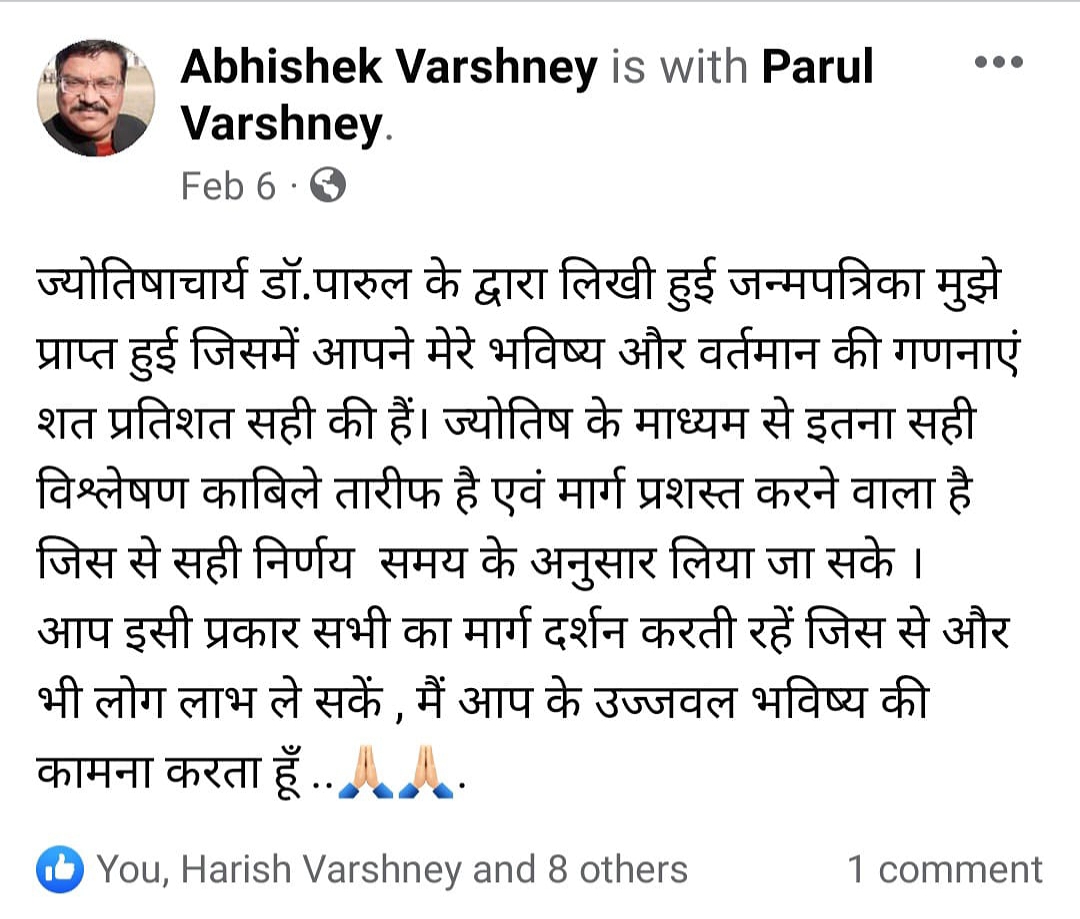 Abhishek Varshney is with Parul
Varshney.
Feb 6 ·
ज्योतिषाचार्य डॉ.पारुल के द्वारा लिखी हुई जन्मपत्रिका मुझे
प्राप्त हुई जिसमें आपने मेरे भविष्य और वर्तमान की गणनाएं
शत प्रतिशत सही की हैं। ज्योतिष के माध्यम से इतना सही
विश्लेषण काबिले तारीफ है एवं मार्ग प्रशस्त करने वाला है
जिस से सही निर्णय  समय के अनुसार लिया जा सके ।
आप इसी प्रकार सभी का मार्ग दर्शन करती रहें जिस से और
भी लोग लाभ ले सकें , मैं आप के उज्जवल भविष्य की
कामना करता हूँ ..🙏🏻🙏🏻.
You, Harish Varshney and 8 others 1 comment